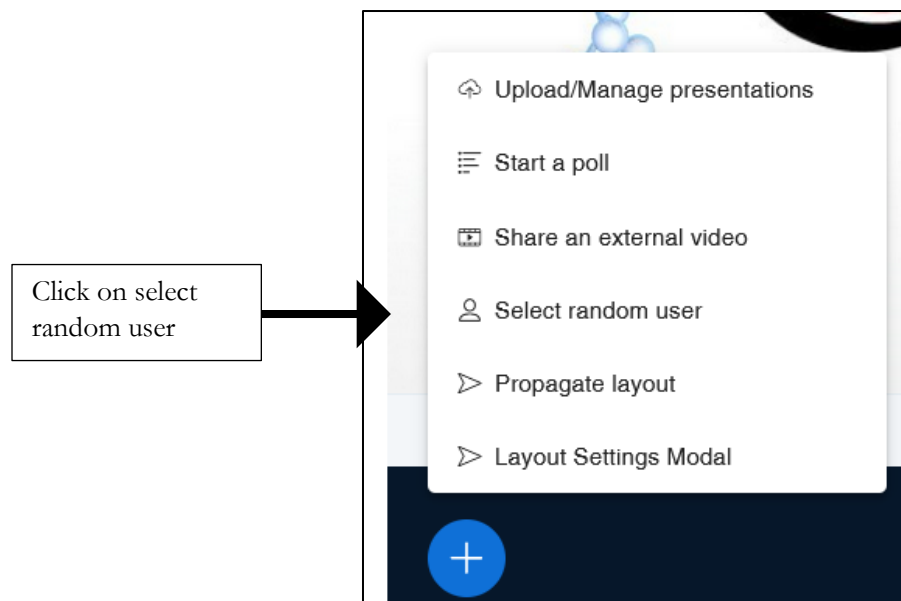 Upload/Manage presentations
Start a poll
Share an external video
Click on select
random user
Select random user
Propagate layout
Layout Settings Modal